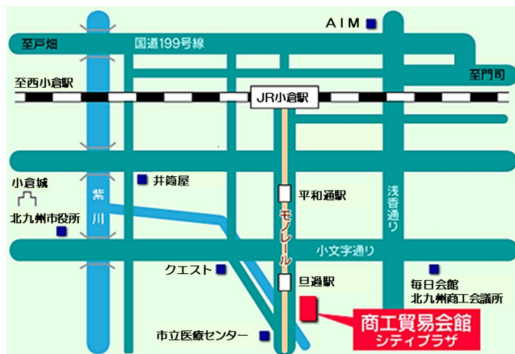 AIM
至戸畑
国道199号線
至門司
至西小倉駅
JR小倉駅
小倉城
井筒屋
平和通駅
紫川
浅香通り
北九州市役所
モノレール
小文字通り
クエスト
旦過駅
毎日会館
北九州商工会議所
商工貿易会館
シティプラザ
市立医療センター